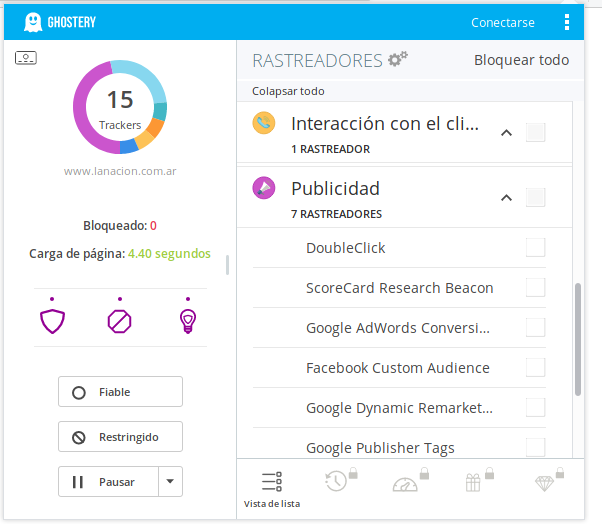 GHOSTERY
Conectarse
15
Trackers
www.lanacion.com.ar
Bloqueado: 0
Carga de página: 4.40 segundos
Fiable
Restringido
Pausar
RASTREADORES
Bloquear todo
Colapsar todo
Interacción con el cli...
1 RASTREADOR
Publicidad
7 RASTREADORES
DoubleClick
ScoreCard Research Beacon
Google AdWords Conversi...
Facebook Custom Audience
Google Dynamic Remarket...
Google Publisher Tags
Vista de lista